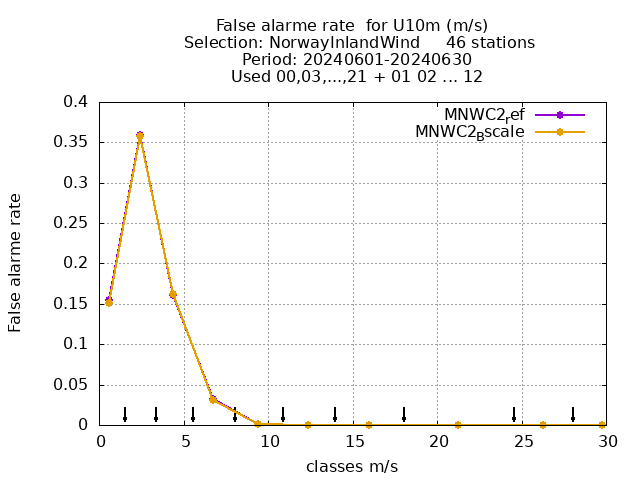 False alarme rate  for U10m (m/s)
Selection: NorwayInlandWind     46 stations
Period: 20240601-20240630
Used 00,03,...,21 + 01 02 ... 12
MNWC2ref
MNWC2Bscale
0.4
0.35
0.3
0.25
0.2
0.15
0.1
0.05
0
False alarme rate
0 5 10 15 20 25 30
classes m/s